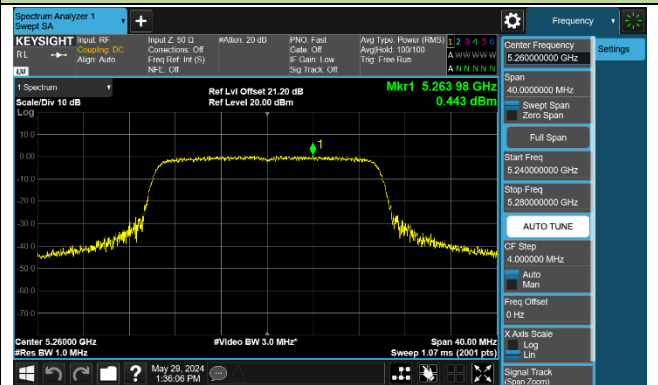 Spectrum Analyzer 1
Swept SA
Frequency
KEYSIGHT
RL
LXI
Input: RF
Coupling: DC
Align: Auto
Input Z: 50 Ω
Corrections: Off
Freq Ref: Int (S)
NFE: Off
#Atten: 20 dB
PNO: Fast
Gate: Off
IF Gain: Low
Sig Track: Off
Avg Type: Power (RMS)
Avg|Hold: 100/100
Trig: Free Run
1 2 3 4 5 6
A W W W W W
A N N N N N
1 Spectrum
Scale/Div 10 dB
Log
Ref Lvl Offset 21.20 dB
Ref Level 20.00 dBm
Mkr1 5.263 98 GHz
0.443 dBm
10.0
0.00
-10.0
-20.0
-30.0
-40.0
-50.0
-60.0
-70.0
1
Center 5.26000 GHz
#Res BW 1.0 MHz
#Video BW 3.0 MHz*
Span 40.00 MHz
Sweep 1.07 ms (2001 pts)
May 29, 2024
1:36:06 PM
Center Frequency
5.260000000 GHz
Settings
Span
40.0000000 MHz
Swept Span
Zero Span
Full Span
Start Freq
5.240000000 GHz
Stop Freq
5.280000000 GHz
AUTO TUNE
CF Step
4.000000 MHz
Auto
Man
Freq Offset
0 Hz
X Axis Scale
Log
Lin
Signal Track
(Span Zoom)